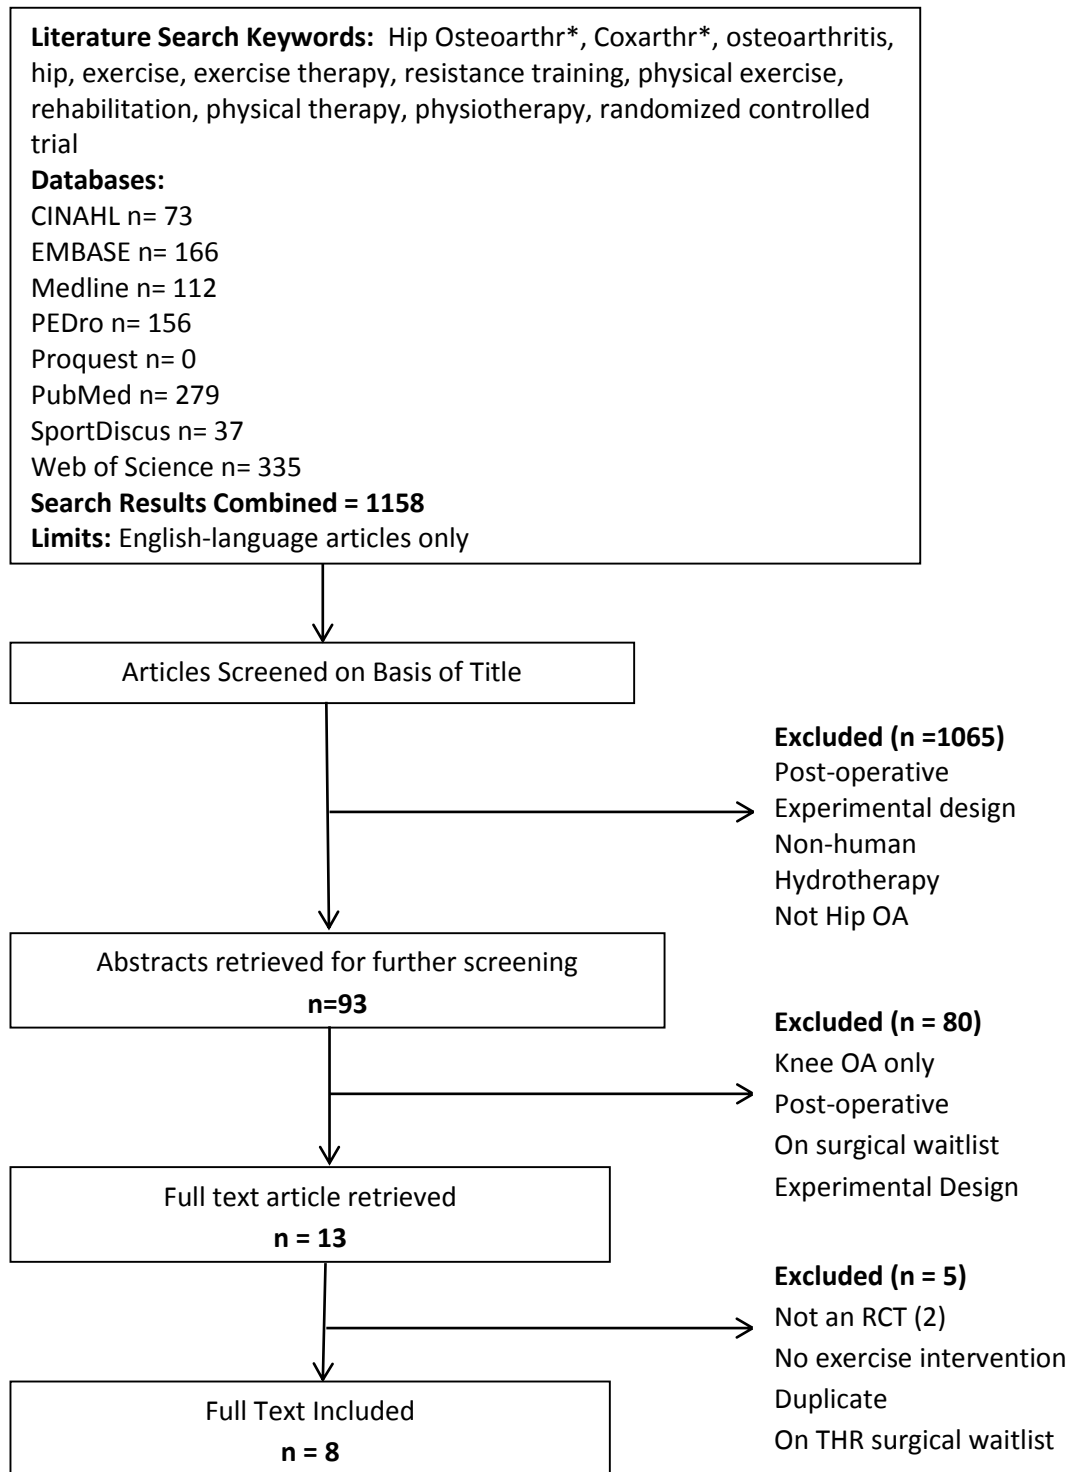 Literature Search Keywords: Hip Osteoarthr*, Coxarthr*, osteoarthritis,
hip, exercise, exercise therapy, resistance training, physical exercise,
rehabilitation, physical therapy, physiotherapy, randomized controlled
trial
Databases:
CINAHL n= 73
EMBASE n= 166
Medline n= 112
PEDro n= 156
Proquest n= 0
PubMed n= 279
SportDiscus n= 37
Web of Science n= 335
Search Results Combined = 1158
Limits: English-language articles only
Articles Screened on Basis of Title
Excluded (n =1065)
Post-operative
Experimental design
Non-human
Hydrotherapy
Not Hip OA
Abstracts retrieved for further screening
n=93
Excluded (n = 80)
Knee OA only
Post-operative
On surgical waitlist
Experimental Design
Full text article retrieved
n = 13
Excluded (n = 5)
Not an RCT (2)
No exercise intervention
Duplicate
On THR surgical waitlist
Full Text Included
n = 8